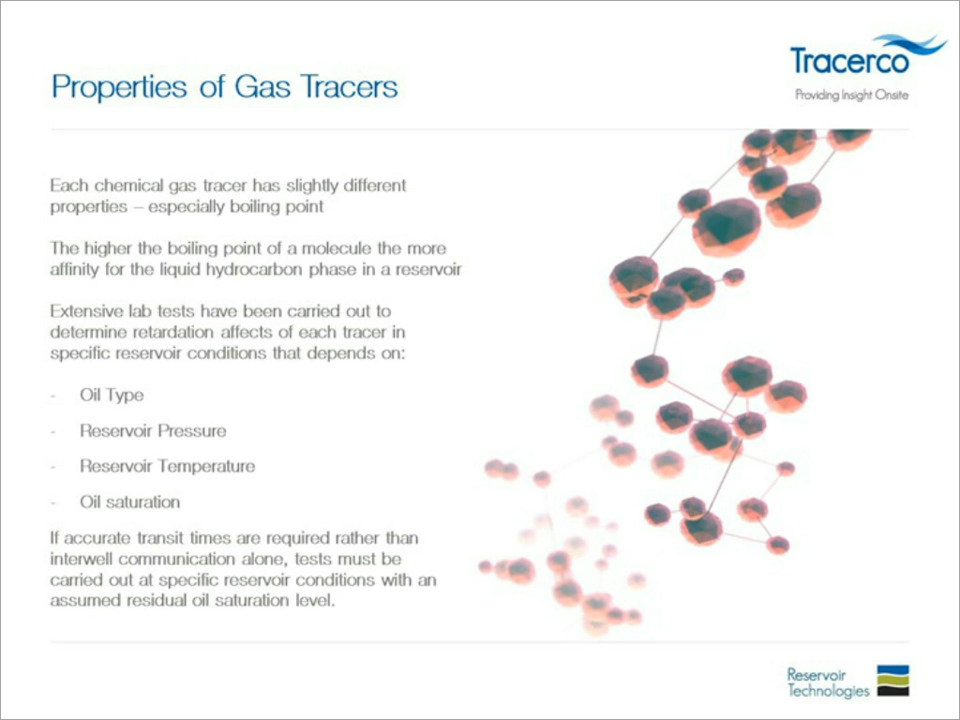 Tracerco
Providing Insight Onsite
Properties of Gas Tracers
Each chemical gas tracer has slightly different
properties – especially boiling point
The higher the boiling point of a molecule the more
affinity for the liquid hydrocarbon phase in a reservoir
Extensive lab tests have been carried out to
determine retardation affects of each tracer in
specific reservoir conditions that depends on:
- Oil Type
- Reservoir Pressure
- Reservoir Temperature
- Oil saturation
If accurate transit times are required rather than
interwell communication alone, tests must be
carried out at specific reservoir conditions with an
assumed residual oil saturation level.
Reservoir
Technologies